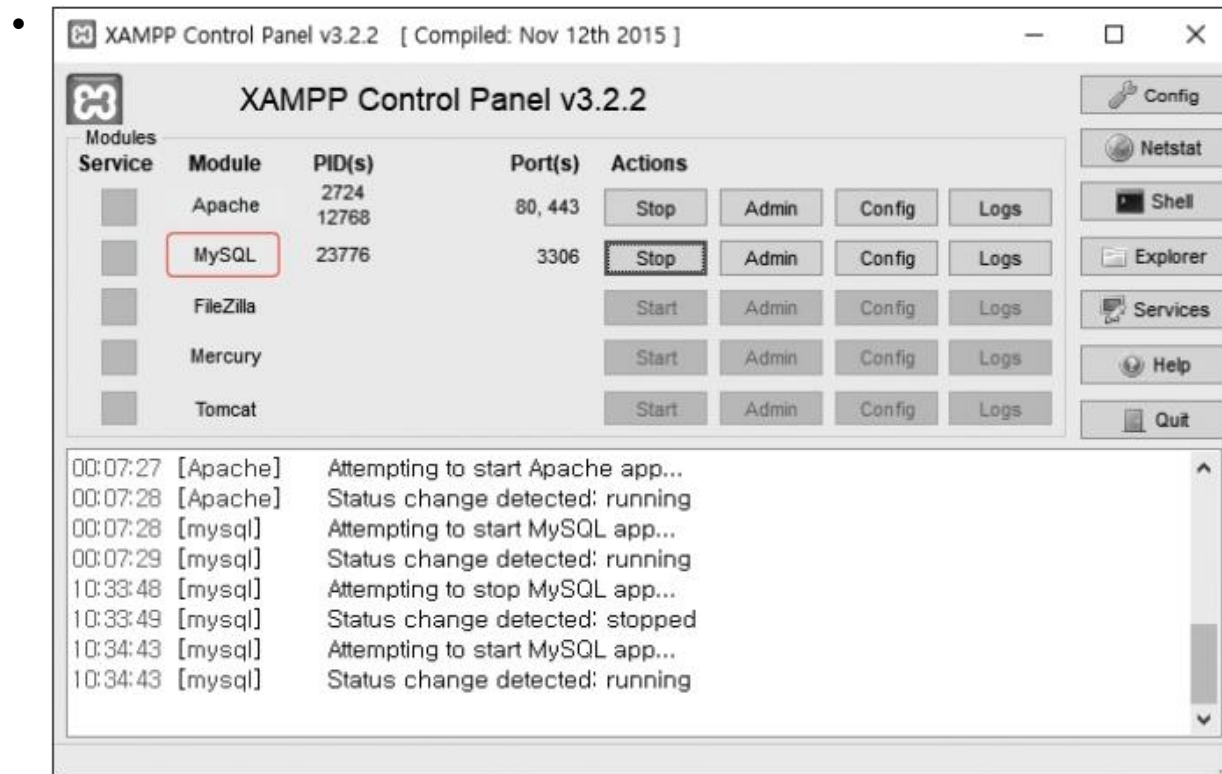 •
XAMPP Control Panel v3.2.2 [ Compiled: Nov 12th 2015 ]
XAMPP Control Panel v3.2.2
Config
Modules
Service Module PID(s) Port(s) Actions
Netstat
Apache 2724 12768 80, 443 Stop Admin Config Logs
Shell
MySQL 23776 3306 Stop Admin Config Logs
Explorer
FileZilla Start Admin Config Logs
Services
Mercury Start Admin Config Logs
Help
Tomcat Start Admin Config Logs
Quit
00:07:27 [Apache] Attempting to start Apache app...
00:07:28 [Apache] Status change detected: running
00:07:28 [mysql] Attempting to start MySQL app...
00:07:29 [mysql] Status change detected: running
10:33:48 [mysql] Attempting to stop MySQL app...
10:33:49 [mysql] Status change detected: stopped
10:34:43 [mysql] Attempting to start MySQL app...
10:34:43 [mysql] Status change detected: running